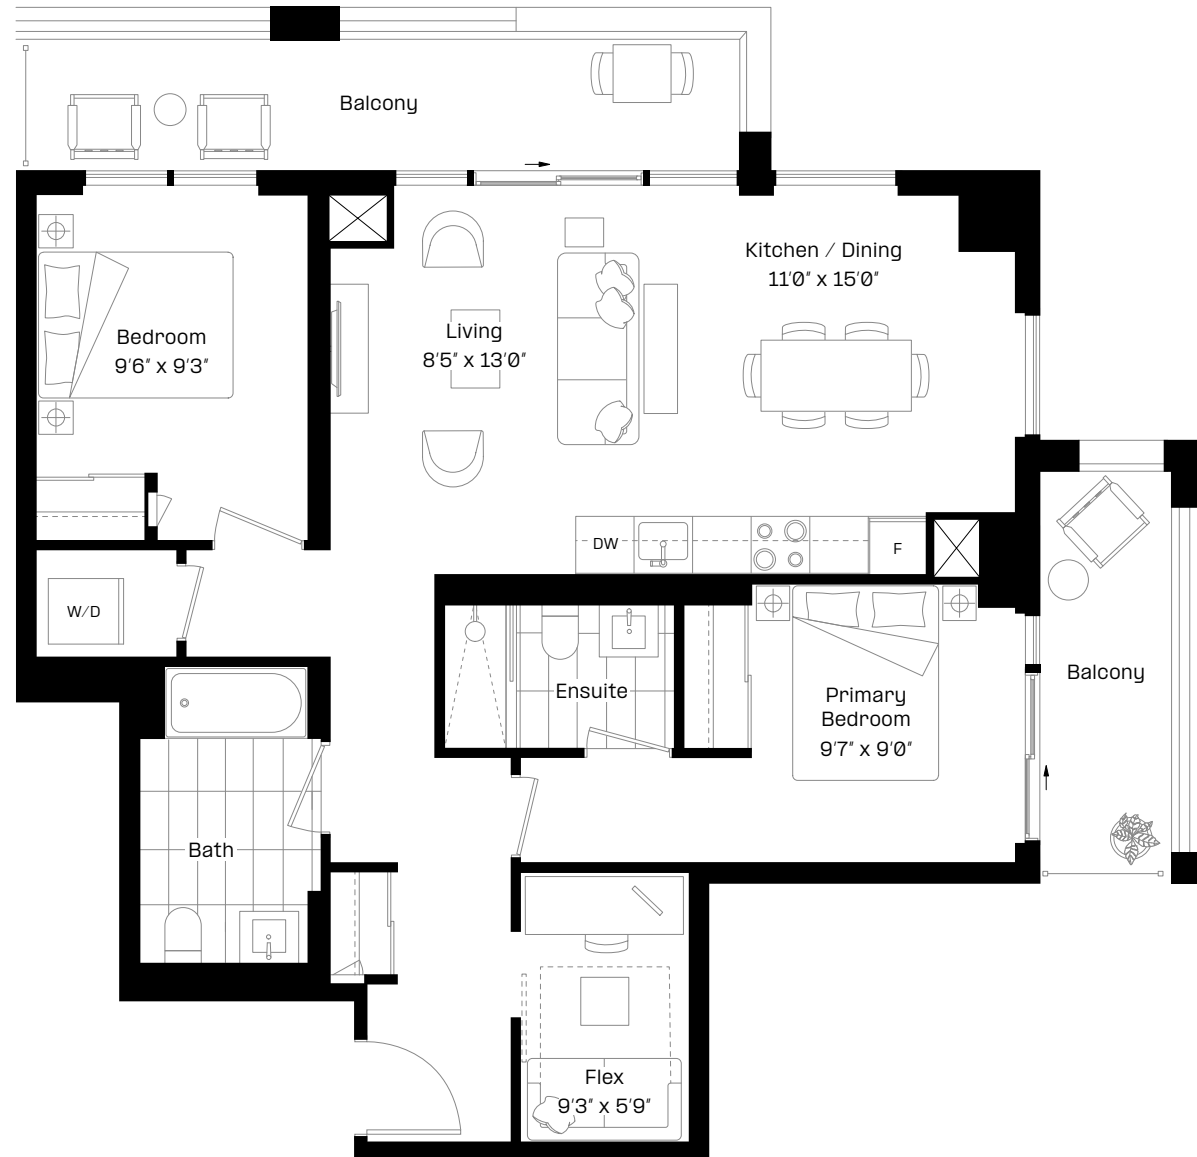 Balcony
Kitchen / Dining
11'0" x 15'0"
Living
8'5" x 13'0"
Bedroom
9'6" x 9'3"
DW
F
W/D
Ensuite
Primary
Bedroom
9'7" x 9'0"
Balcony
Bath
Flex
9'3" x 5'9"